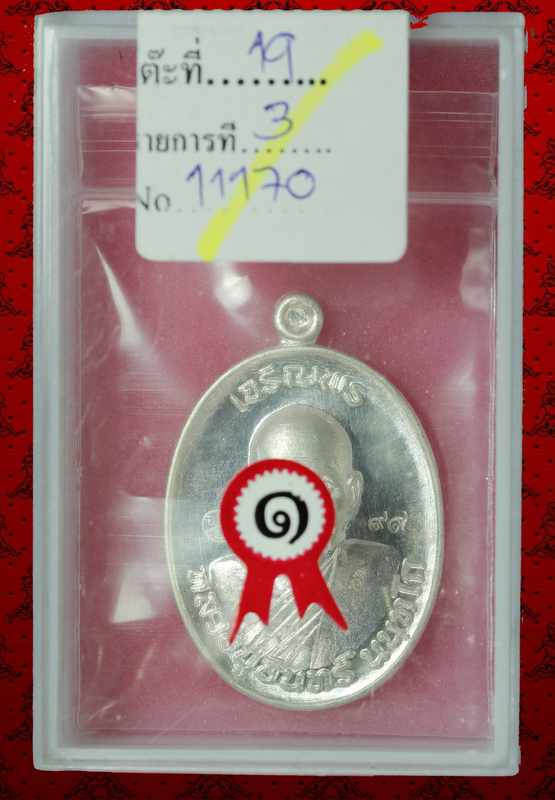 ต๊ะที่ 19
ายการที่ 3
No 11170
เจริญพร
๑
๙๙